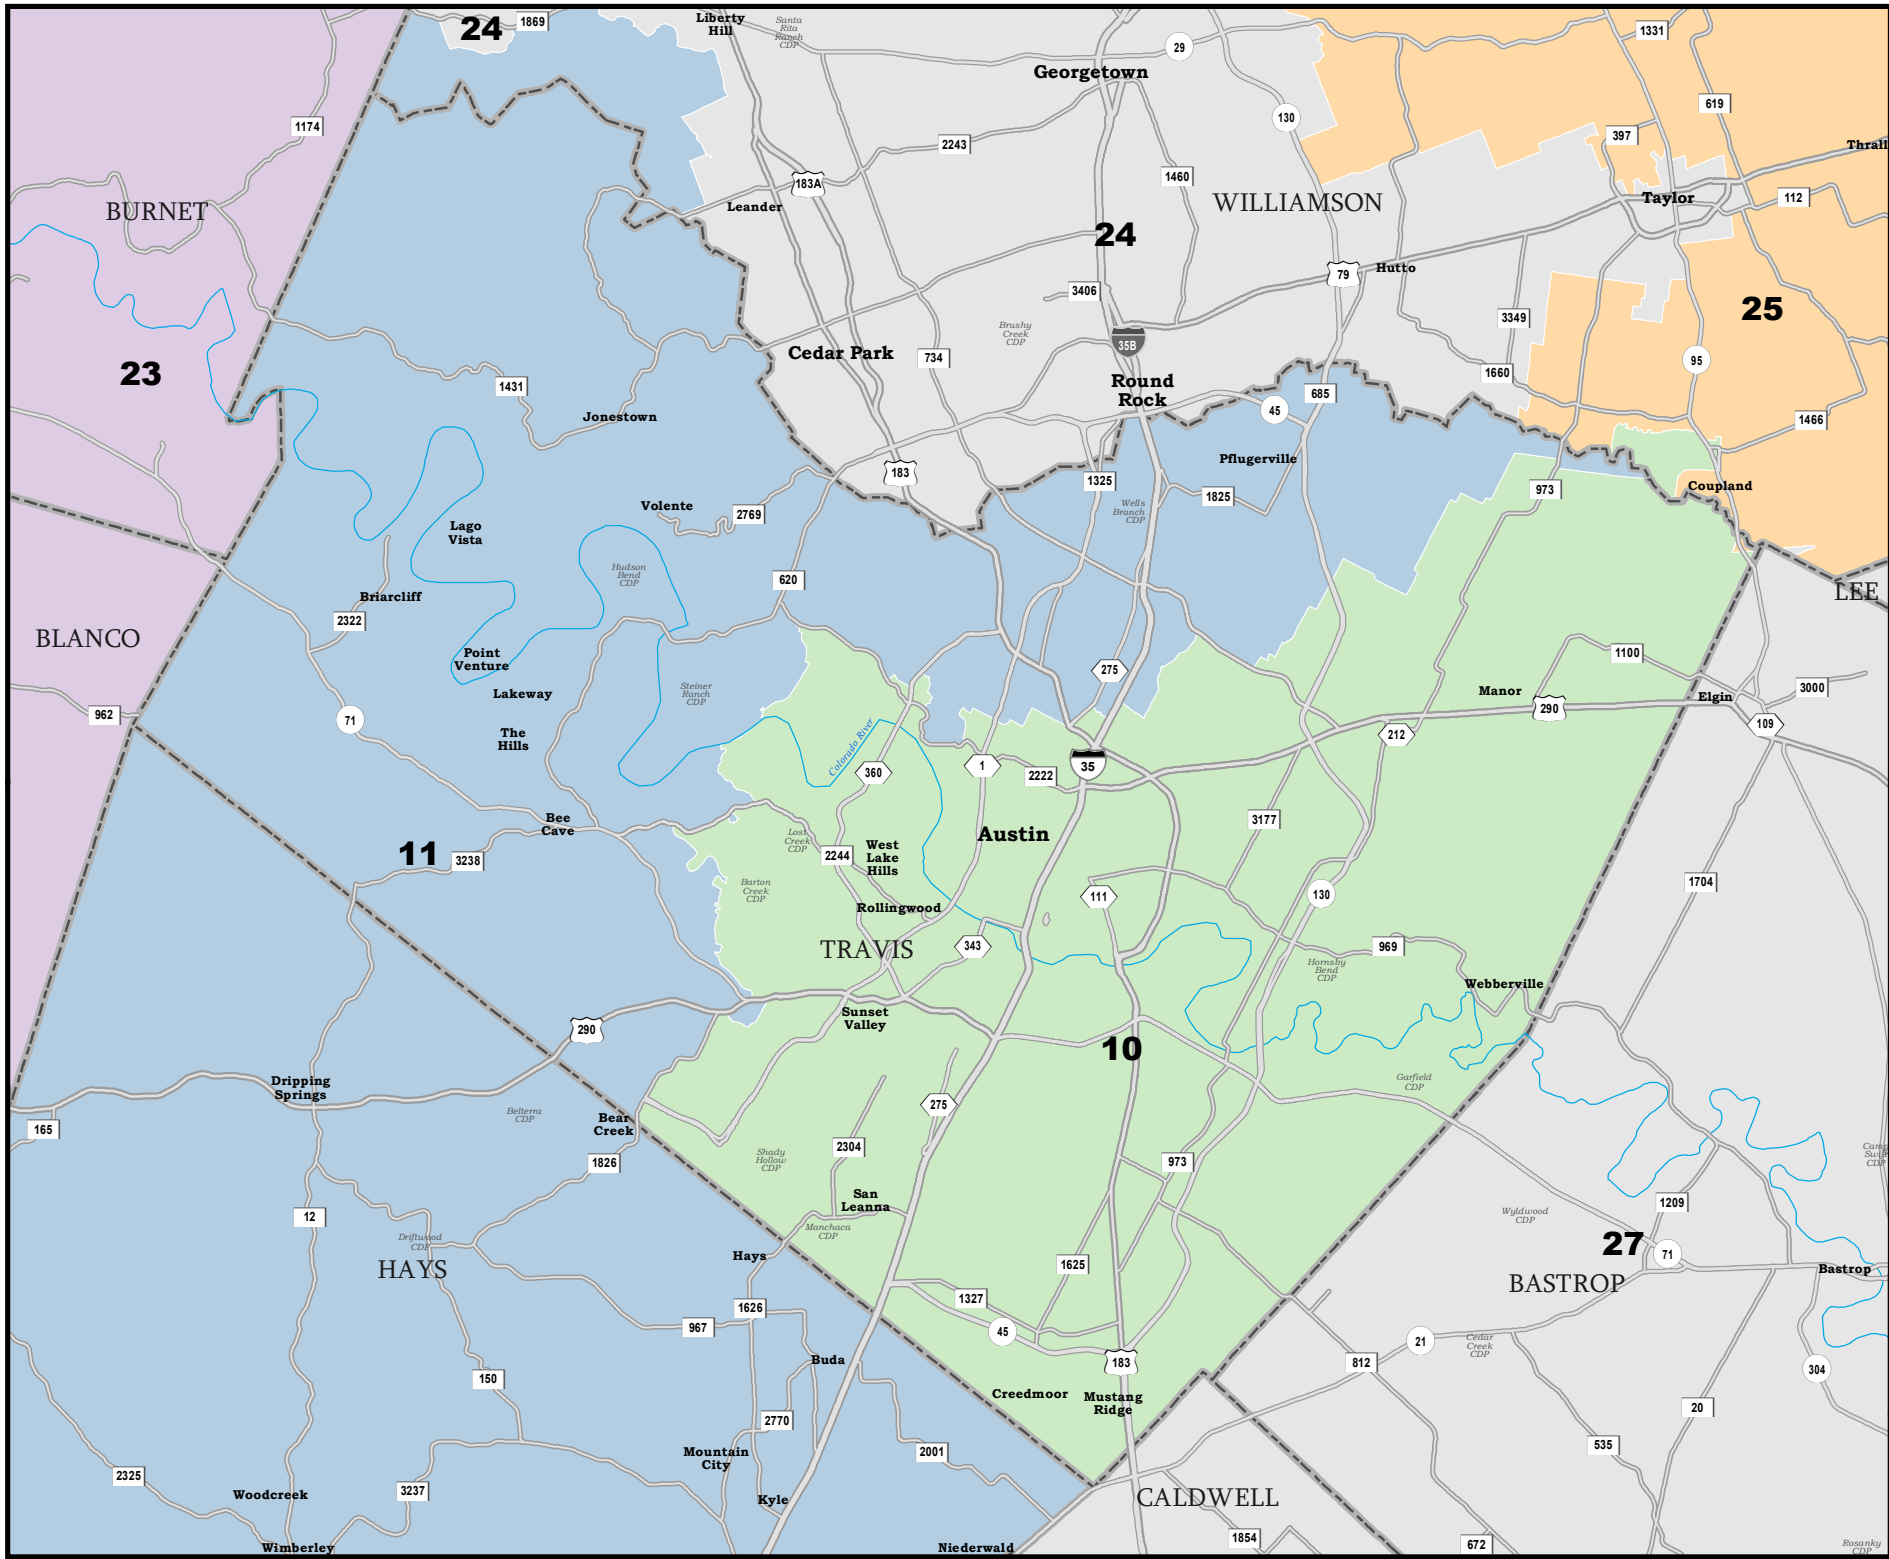 24
1869
Liberty
Hill
Santa
Rita
Ranch
CDP
29
Georgetown
1331
619
130
397
Thrall
1174
2243
183A
1460
Leander
WILLIAMSON
Taylor
112
BURNET
24
79
Hutto
3406
25
3349
Brushy
Creek
CDP
35B
Cedar Park
734
95
23
1660
Round
Rock
685
1431
45
Jonestown
1466
Pflugerville
183
1325
1825
973
Coupland
Volente
2769
Wells
Branch
CDP
Lago
Vista
Hudson
Bend
CDP
620
Briarcliff
2322
LEE
BLANCO
Point
Venture
1100
275
Lakeway
Steiner
Ranch
CDP
Manor
290
Elgin
3000
962
71
The
Hills
212
109
Colorado River
360
1
2222
35
Bee
Cave
Lost
Creek
CDP
Austin
3177
11
3238
2244
West
Lake
Hills
Barton
Creek
CDP
111
130
1704
Rollingwood
TRAVIS
343
969
Hornsby
Bend
CDP
Webberville
Sunset
Valley
290
10
Dripping
Springs
Garfield
CDP
Belterra
CDP
Bear
Creek
275
165
2304
Shady
Hollow
CDP
973
1826
San
Leanna
Manchaca
CDP
12
Driftwood
CDP
HAYS
Hays
1625
Wyldwood
CDP
1209
27
71
BASTROP
Bastrop
1626
1327
967
45
21
Cedar
Creek
CDP
Buda
183
812
304
150
Creedmoor
Mustang
Ridge
20
2770
535
Mountain
City
2001
2325
Woodcreek
3237
Kyle
CALDWELL
Wimberley
Niederwald
1854
672
Rosanky
CDP